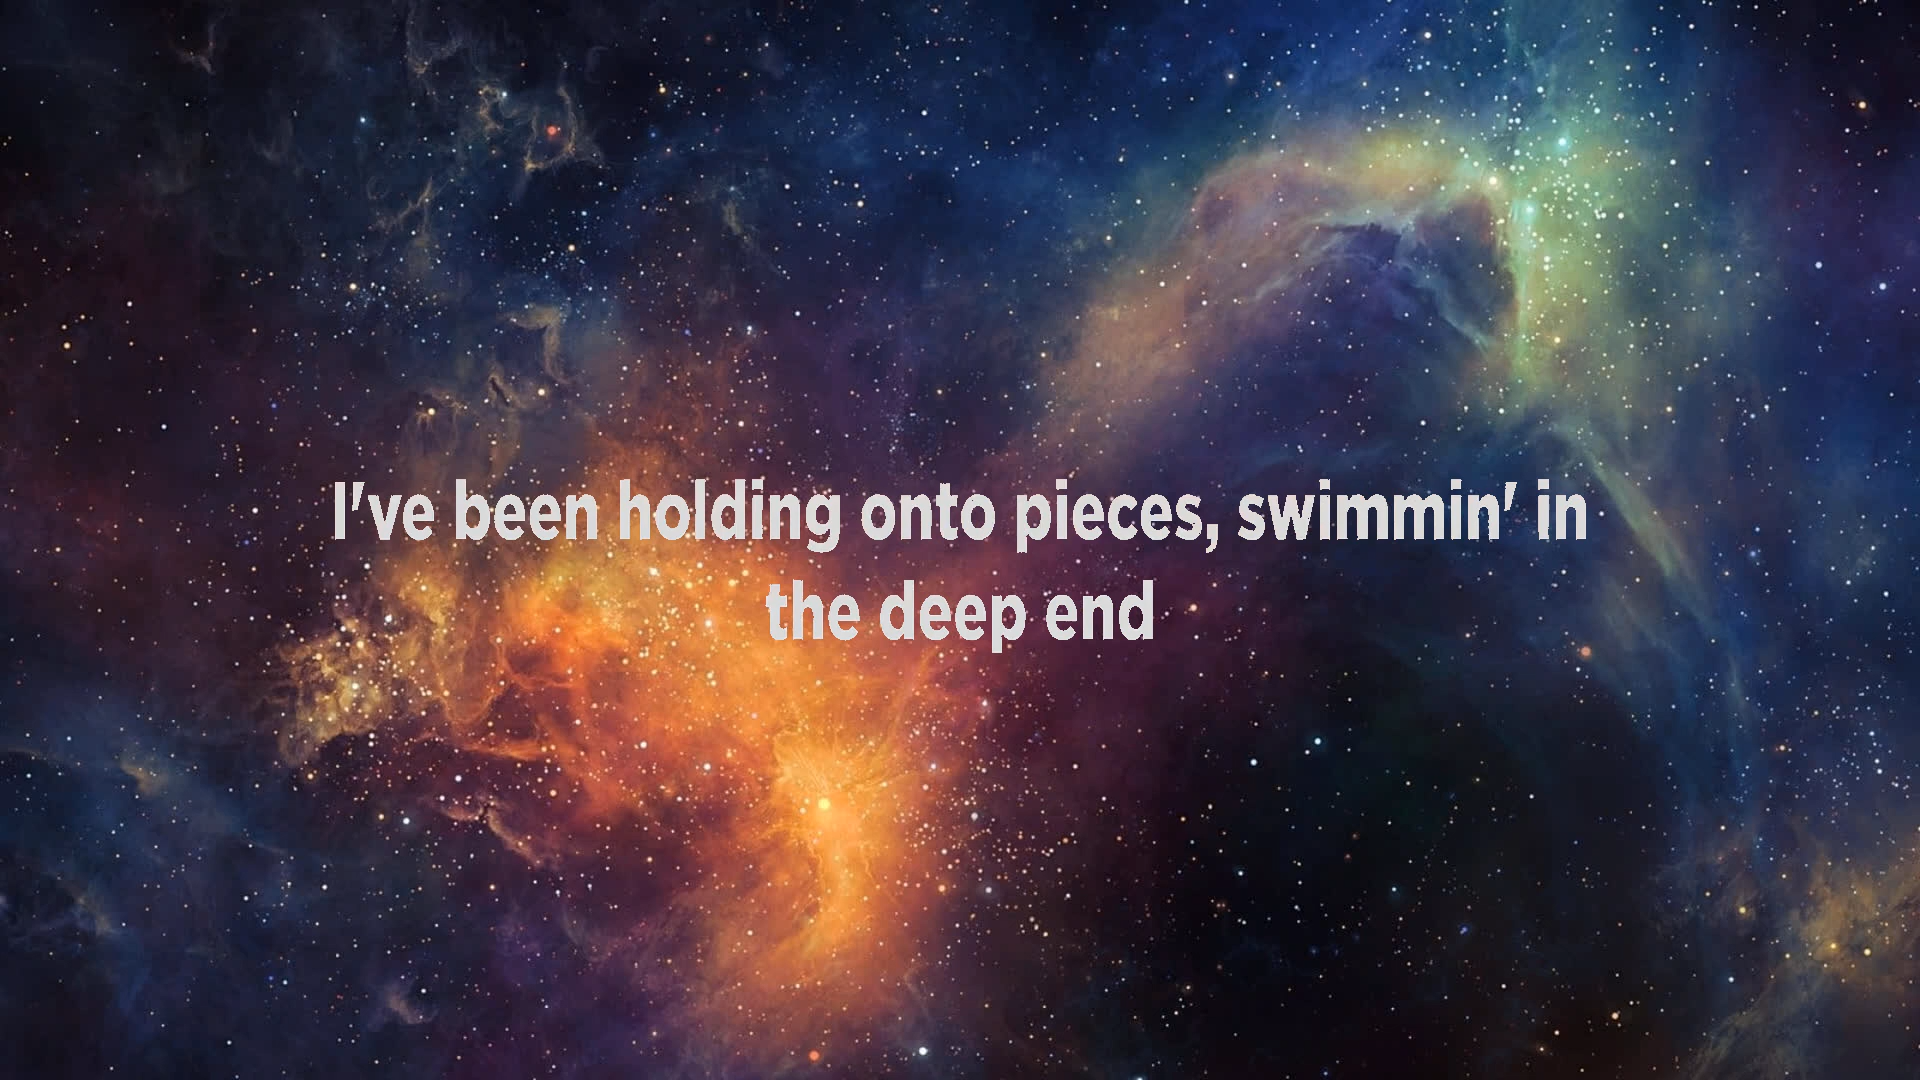 I've been holding onto pieces, swimmin' in
the deep end